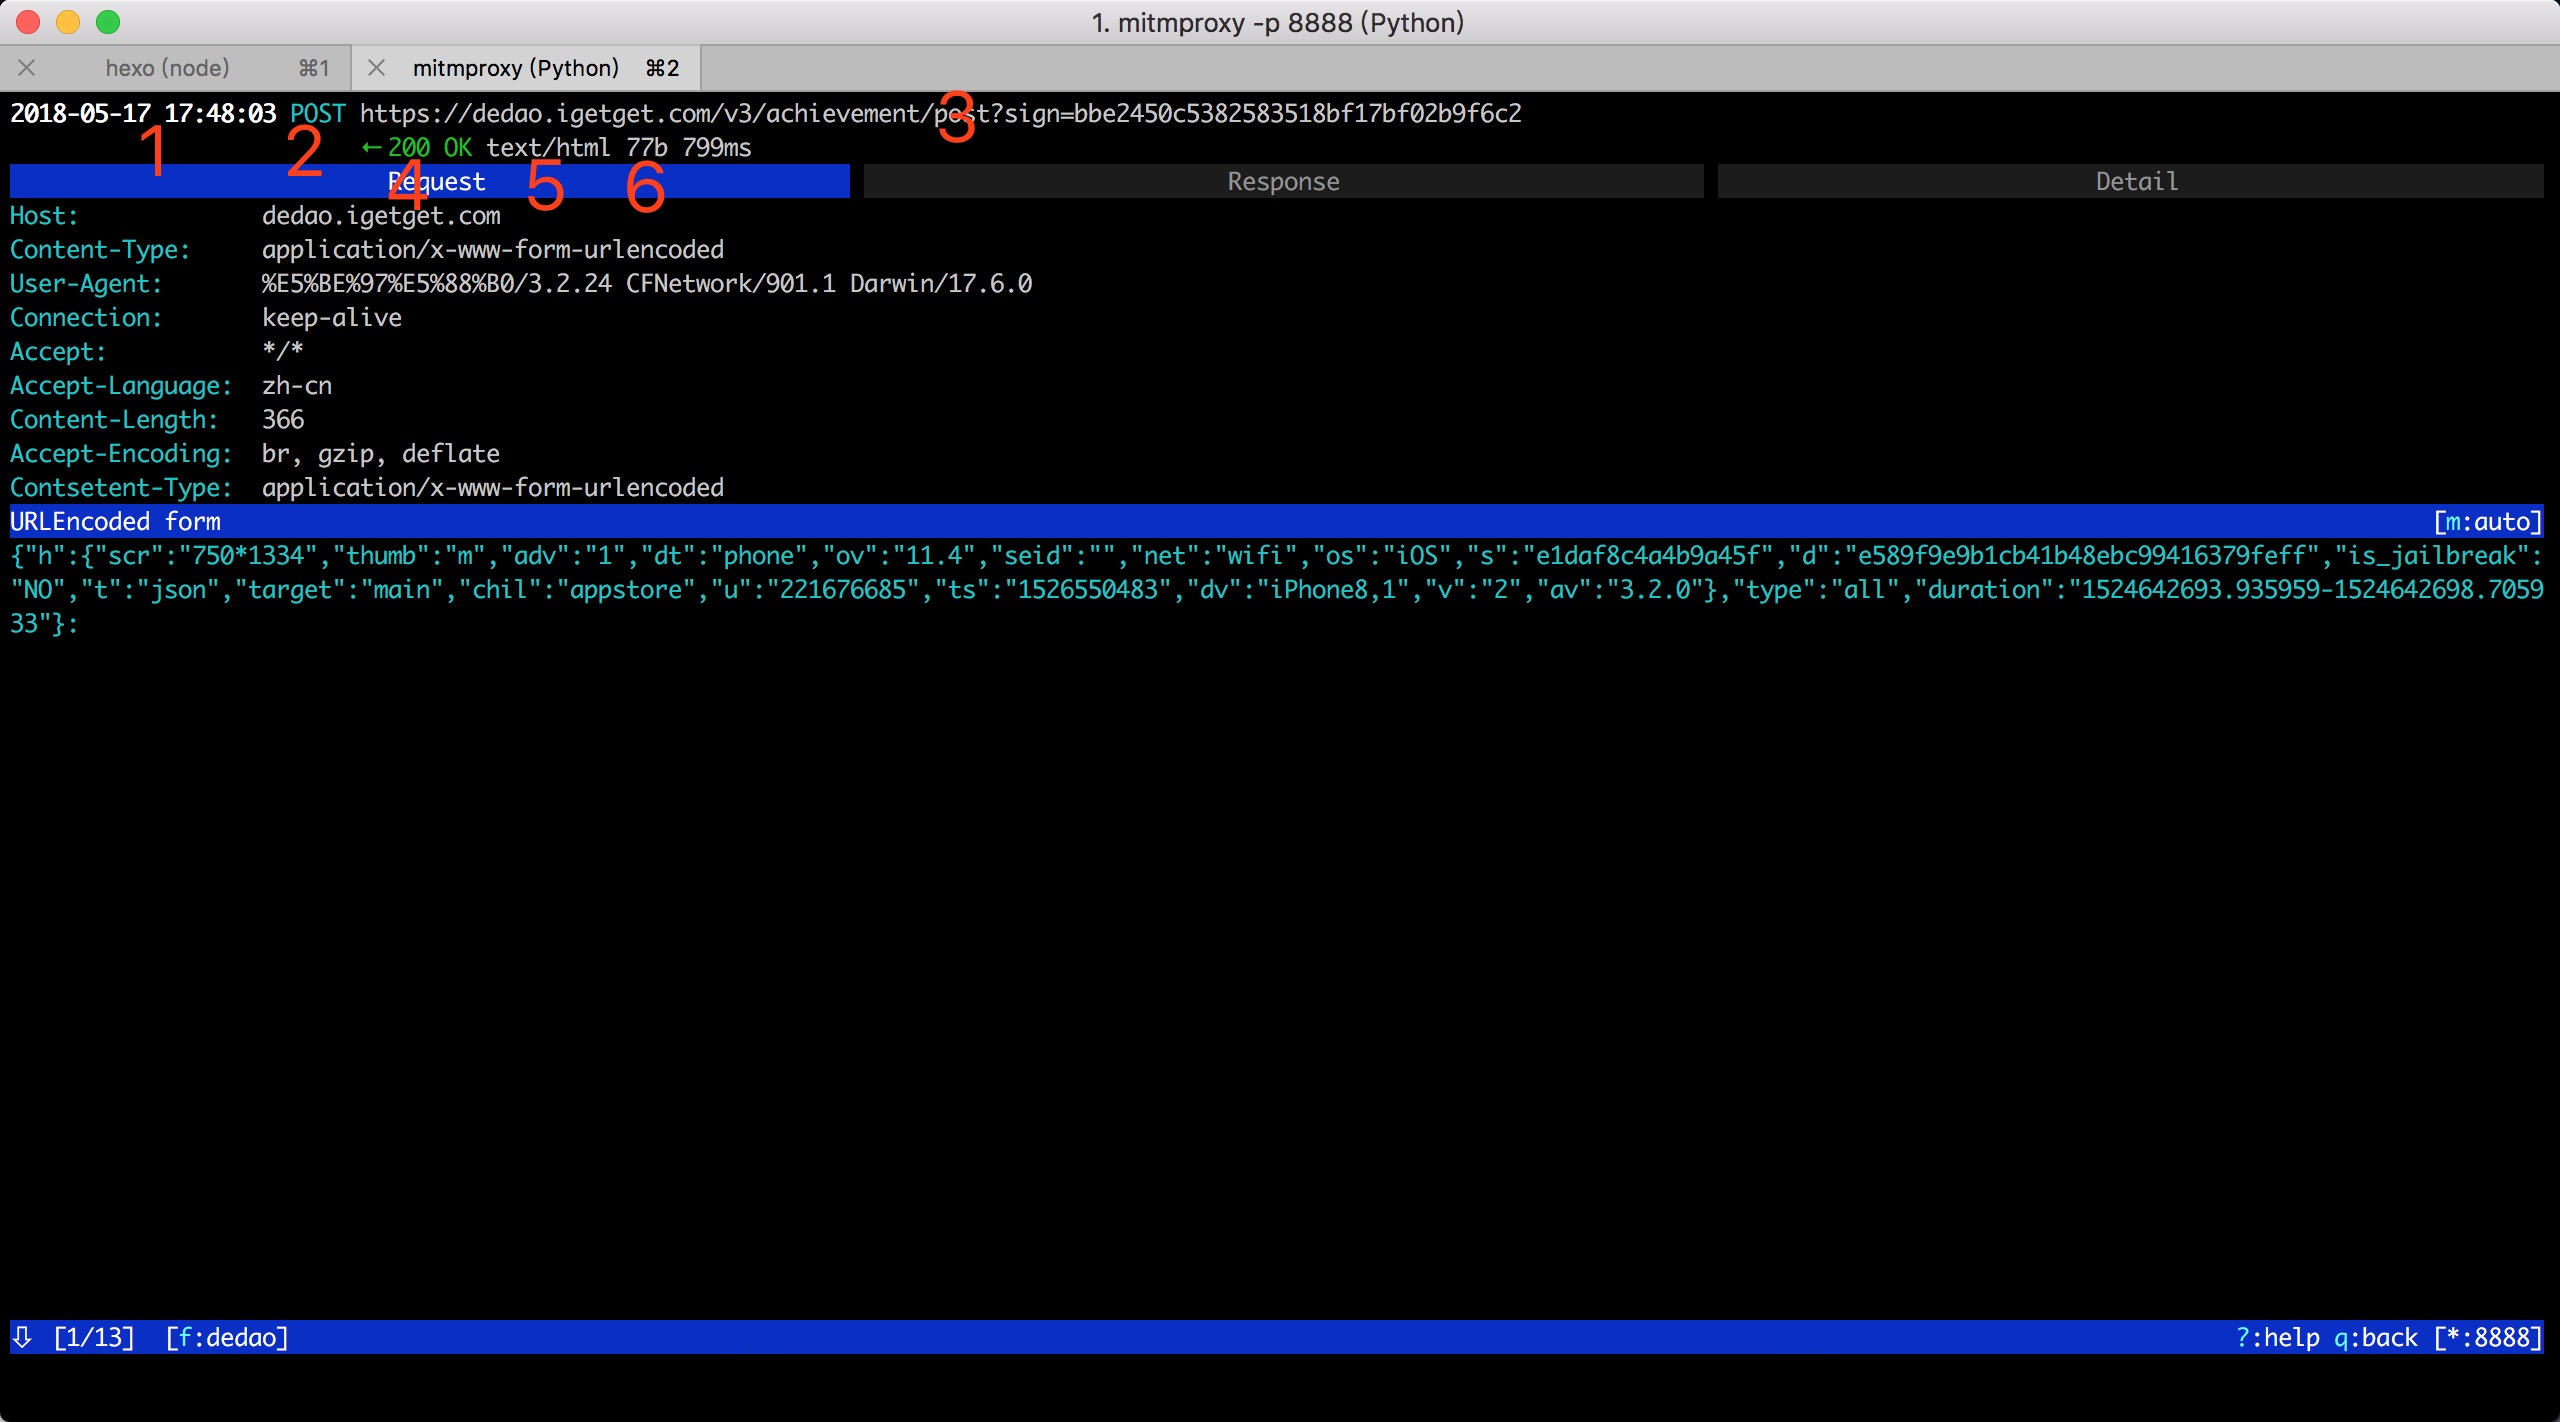 1. mitmproxy -p 8888 (Python)
hexo (node) ⌘1 mitmproxy (Python) ⌘2
2018-05-17 17:48:03 POST https://dedao.igetget.com/v3/achievement/post?sign=bbe2450c5382583518bf17bf02b9f6c2
1 2 3
←200 OK text/html 77b 799ms
4 5 6
Request Response Detail
Host: dedao.igetget.com
Content-Type: application/x-www-form-urlencoded
User-Agent: %E5%BE%97%E5%88%B0/3.2.24 CFNetwork/901.1 Darwin/17.6.0
Connection: keep-alive
Accept: */*
Accept-Language: zh-cn
Content-Length: 366
Accept-Encoding: br, gzip, deflate
Contsetent-Type: application/x-www-form-urlencoded
URLEncoded form [m:auto]
{"h":{"scr":"750*1334","thumb":"m","adv":"1","dt":"phone","ov":"11.4","seid":"","net":"wifi","os":"iOS","s":"e1daf8c4a4b9a45f","d":"e589f9e9b1cb41b48ebc99416379feff","is_jailbreak":
"NO","t":"json","target":"main","chil":"appstore","u":"221676685","ts":"1526550483","dv":"iPhone8,1","v":"2","av":"3.2.0"},"type":"all","duration":"1524642693.935959-1524642698.7059
33"}:
⇩ [1/13] [f:dedao] ?:help q:back [*:8888]